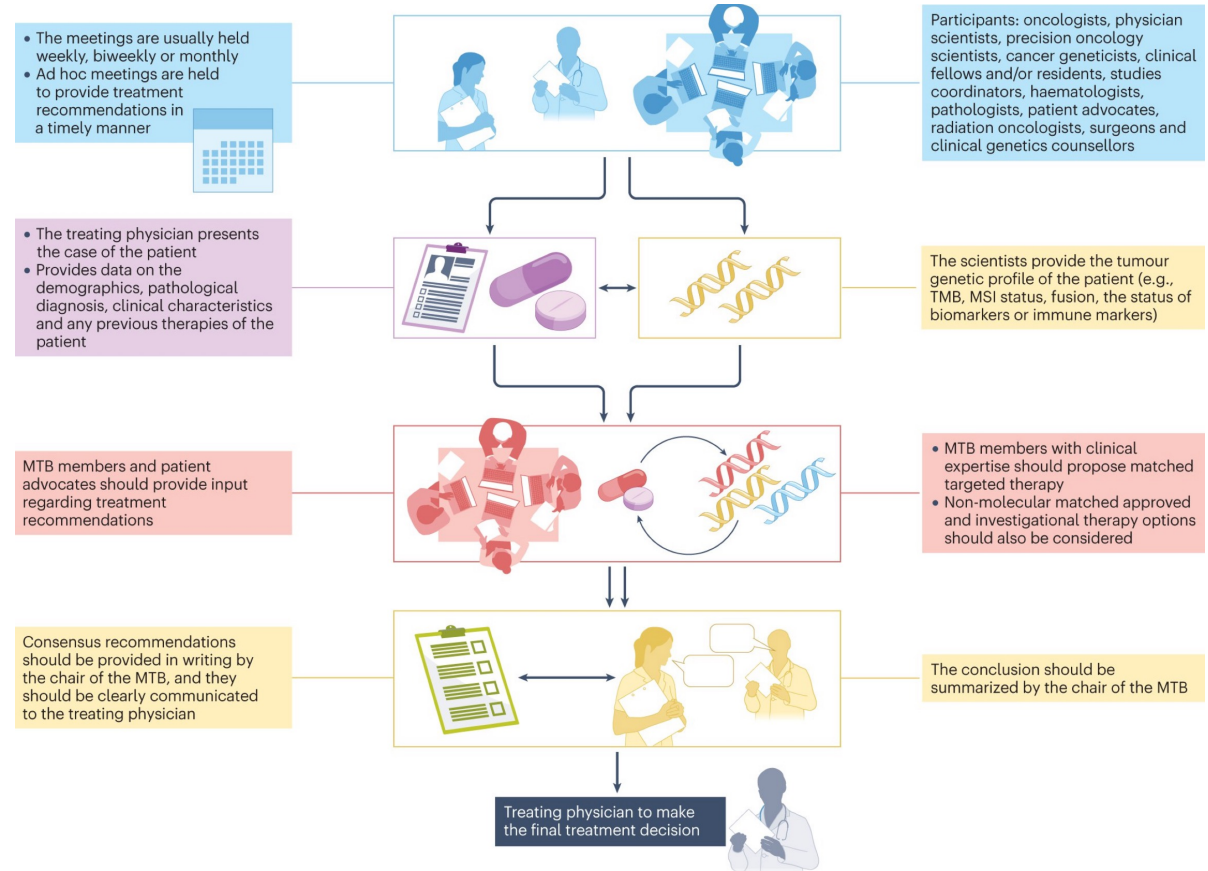 • The meetings are usually held
weekly, biweekly or monthly
• Ad hoc meetings are held
to provide treatment
recommendations in
a timely manner
Participants: oncologists, physician
scientists, precision oncology
scientists, cancer geneticists, clinical
fellows and/or residents, studies
coordinators, haematologists,
pathologists, patient advocates,
radiation oncologists, surgeons and
clinical genetics counsellors
• The treating physician presents
the case of the patient
• Provides data on the
demographics, pathological
diagnosis, clinical characteristics
and any previous therapies of the
patient
The scientists provide the tumour
genetic profile of the patient (e.g.,
TMB, MSI status, fusion, the status of
biomarkers or immune markers)
MTB members and patient
advocates should provide input
regarding treatment
recommendations
• MTB members with clinical
expertise should propose matched
targeted therapy
• Non-molecular matched approved
and investigational therapy options
should also be considered
Consensus recommendations
should be provided in writing by
the chair of the MTB, and they
should be clearly communicated
to the treating physician
The conclusion should be
summarized by the chair of the MTB
Treating physician to make
the final treatment decision